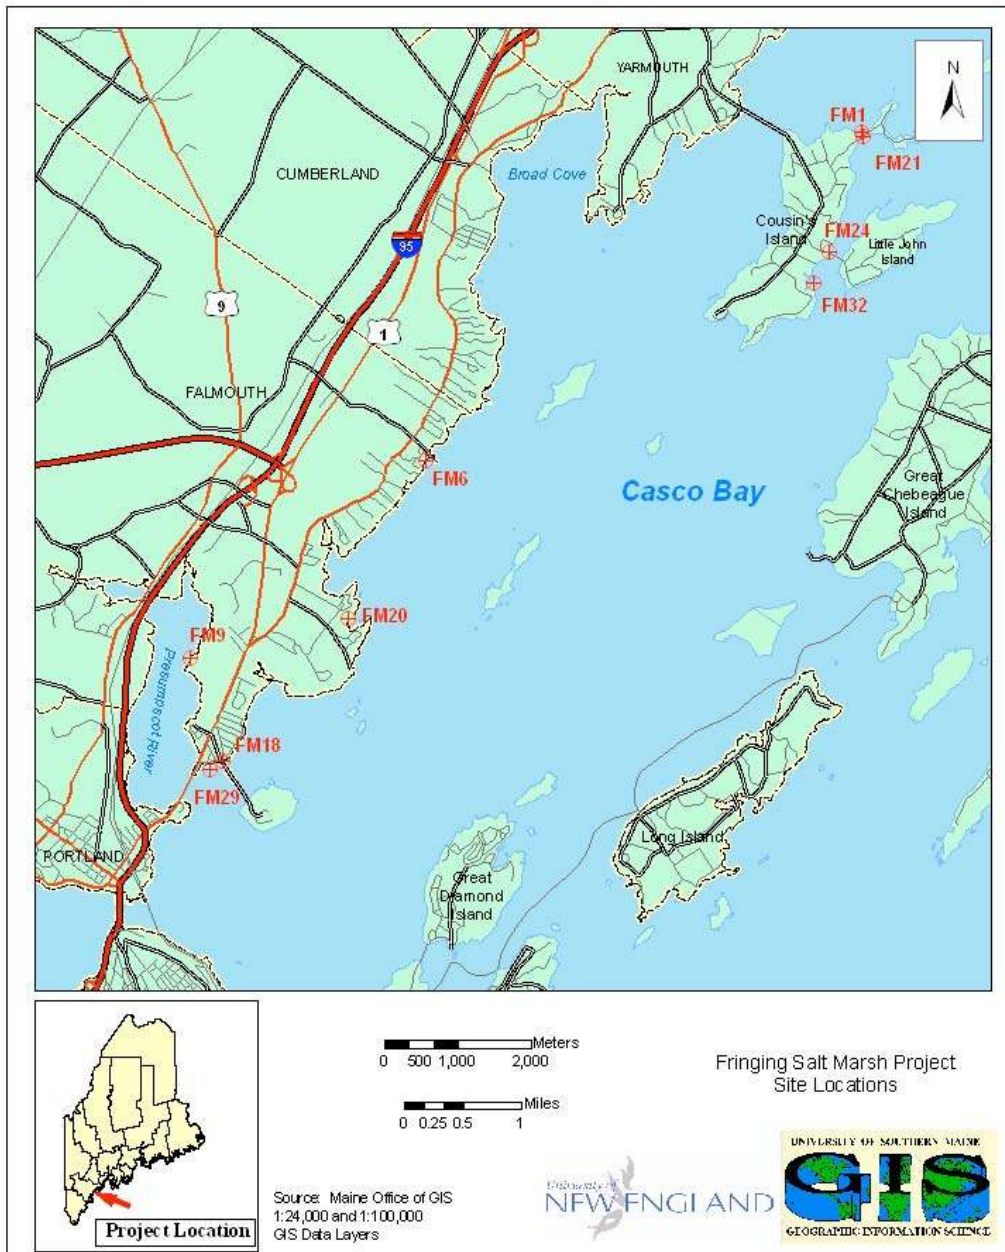 N
YARMOUTH
FM1
FM21
Broad Cove
CUMBERLAND
Cousin's
Island
FM24
Little John
Island
95
FM32
9
1
FALMOUTH
FM6
Casco Bay
Great
Chebeague
Island
FM20
FM9
Presumpscot River
FM18
FM29
Long Island
PORTLAND
Great
Diamond
Island
Meters
0 500 1,000 2,000
Miles
0 0.25 0.5 1
Fringing Salt Marsh Project
Site Locations
Project Location
Source: Maine Office of GIS
1:24,000 and 1:100,000
GIS Data Layers
University of
NEW ENGLAND
UNIVERSITY OF SOUTHERN MAINE
GIS
GEOGRAPHIC INFORMATION SCIENCE